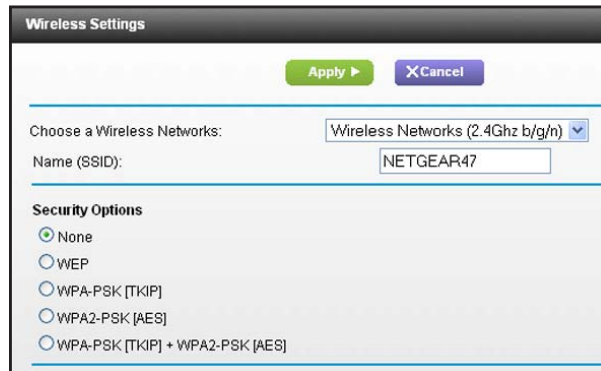 Wireless Settings
Apply ▶ X Cancel
Choose a Wireless Networks: Wireless Networks (2.4Ghz b/g/n)
Name (SSID): NETGEAR47
Security Options
None
WEP
WPA-PSK [TKIP]
WPA2-PSK [AES]
WPA-PSK [TKIP] + WPA2-PSK [AES]